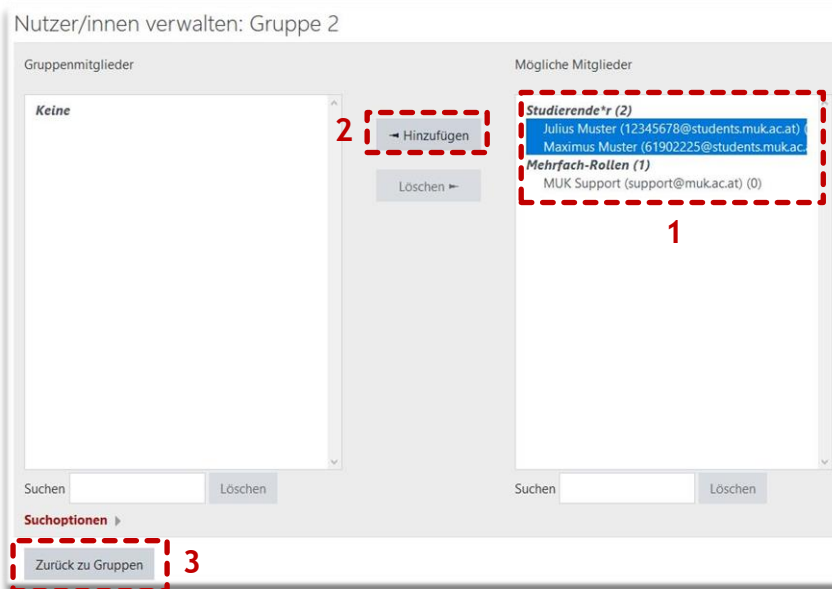 Nutzer/innen verwalten: Gruppe 2
Gruppenmitglieder
Keine
2
Hinzufügen
Löschen
Mögliche Mitglieder
Studierende*r (2)
Julius Muster (12345678@students.muk.ac.at) (
Maximus Muster (61902225@students.muk.ac.
Mehrfach-Rollen (1)
MUK Support (support@muk.ac.at) (0)
1
Suchen Löschen
Suchen Löschen
Suchoptionen
Zurück zu Gruppen 3